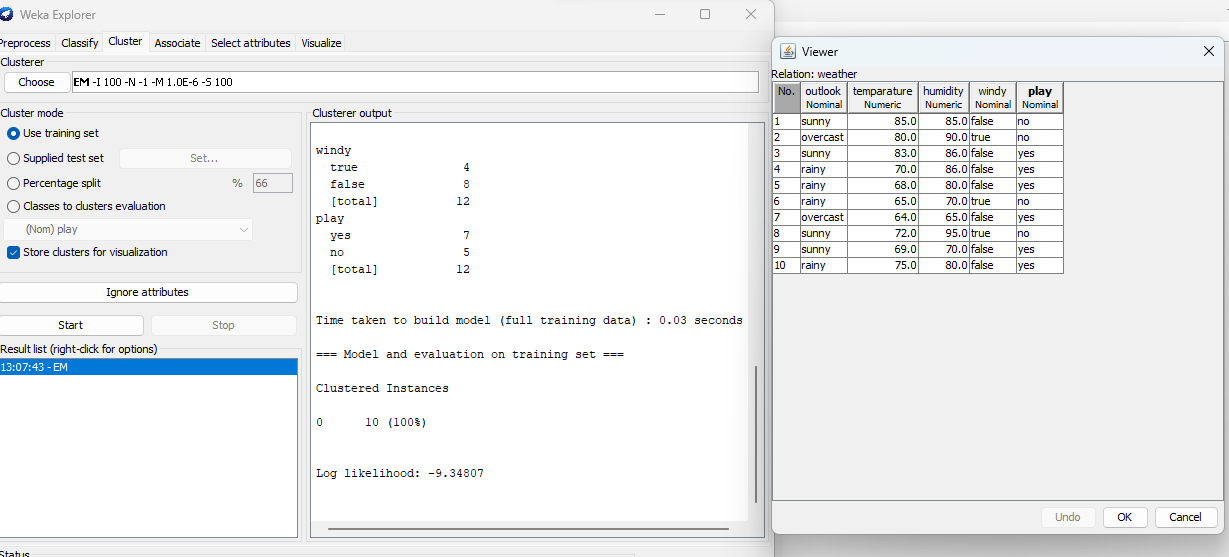 Weka Explorer
Preprocess Classify Cluster Associate Select attributes Visualize
Clusterer
Choose EM -I 100 -N -1 -M 1.0E-6 -S 100
Cluster mode
Use training set
Supplied test set Set...
Percentage split % 66
Classes to clusters evaluation
(Nom) play
Store clusters for visualization
Ignore attributes
Start Stop
Result list (right-click for options)
13:07:43 - EM
Status
Clusterer output
windy
true 4
false 8
[total] 12
play
yes 7
no 5
[total] 12
Time taken to build model (full training data) : 0.03 seconds
=== Model and evaluation on training set ===
Clustered Instances
0 10 (100%)
Log likelihood: -9.34807
Viewer
Relation: weather
No. outlook temparature humidity windy play
Nominal Numeric Numeric Nominal Nominal
1 sunny 85.0 85.0 false no
2 overcast 80.0 90.0 true no
3 sunny 83.0 86.0 false yes
4 rainy 70.0 86.0 false yes
5 rainy 68.0 80.0 false yes
6 rainy 65.0 70.0 true no
7 overcast 64.0 65.0 false yes
8 sunny 72.0 95.0 true no
9 sunny 69.0 70.0 false yes
10 rainy 75.0 80.0 false yes
Undo OK Cancel